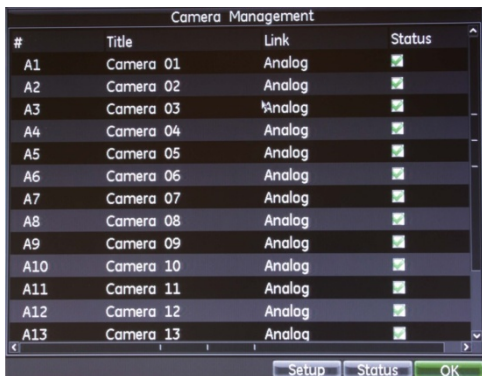 Camera Management
# Title Link Status
A1 Camera 01 Analog
A2 Camera 02 Analog
A3 Camera 03 Analog
A4 Camera 04 Analog
A5 Camera 05 Analog
A6 Camera 06 Analog
A7 Camera 07 Analog
A8 Camera 08 Analog
A9 Camera 09 Analog
A10 Camera 10 Analog
A11 Camera 11 Analog
A12 Camera 12 Analog
A13 Camera 13 Analog
Setup Status OK